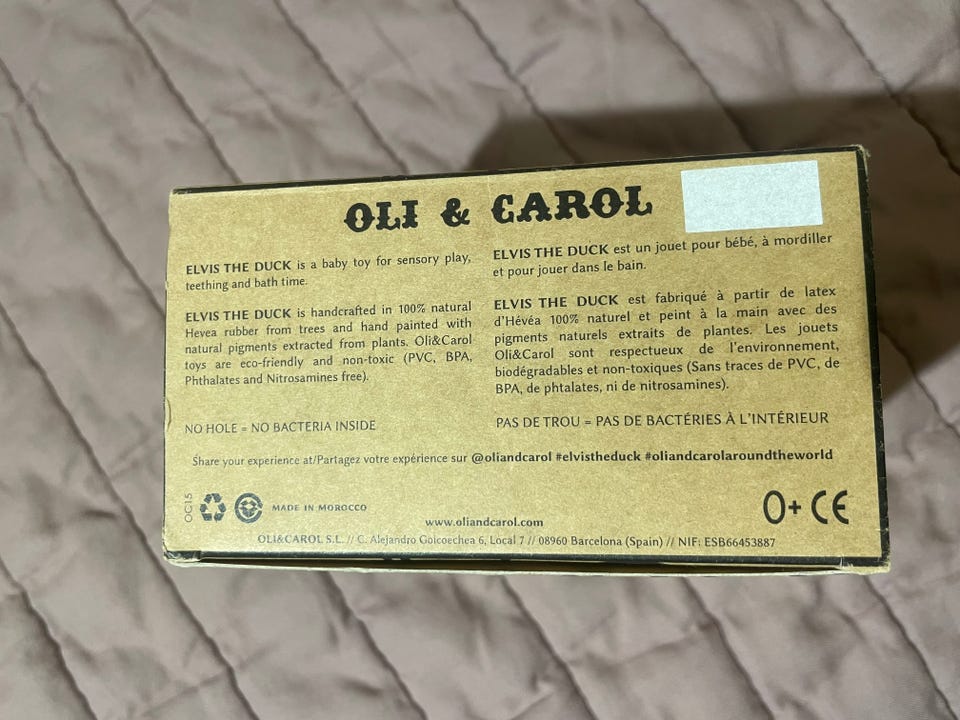 OLI & CAROL
ELVIS THE DUCK is a baby toy for sensory play,
teething and bath time.
ELVIS THE DUCK is handcrafted in 100% natural
Hevea rubber from trees and hand painted with
natural pigments extracted from plants. Oli&Carol
toys are eco-friendly and non-toxic (PVC, BPA,
Phthalates and Nitrosamines free).
NO HOLE = NO BACTERIA INSIDE
ELVIS THE DUCK est un jouet pour bébé, à mordiller
et pour jouer dans le bain.
ELVIS THE DUCK est fabriqué à partir de latex
d'Hévéa 100% naturel et peint à la main avec des
pigments naturels extraits de plantes. Les jouets
Oli&Carol sont respectueux de l'environnement,
biodégradables et non-toxiques (Sans traces de PVC, de
BPA, de phtalates, ni de nitrosamines).
PAS DE TROU = PAS DE BACTÉRIES À L'INTÉRIEUR
Share your experience at/Partagez votre expérience sur @oliandcarol #elvistheduck #oliandcarolaroundtheworld
OC15
MADE IN MOROCCO
www.oliandcarol.com
0+ CE
OLI&CAROL S.L. // C. Alejandro Goicoechea 6, Local 7 // 08960 Barcelona (Spain) // NIF: ESB66453887